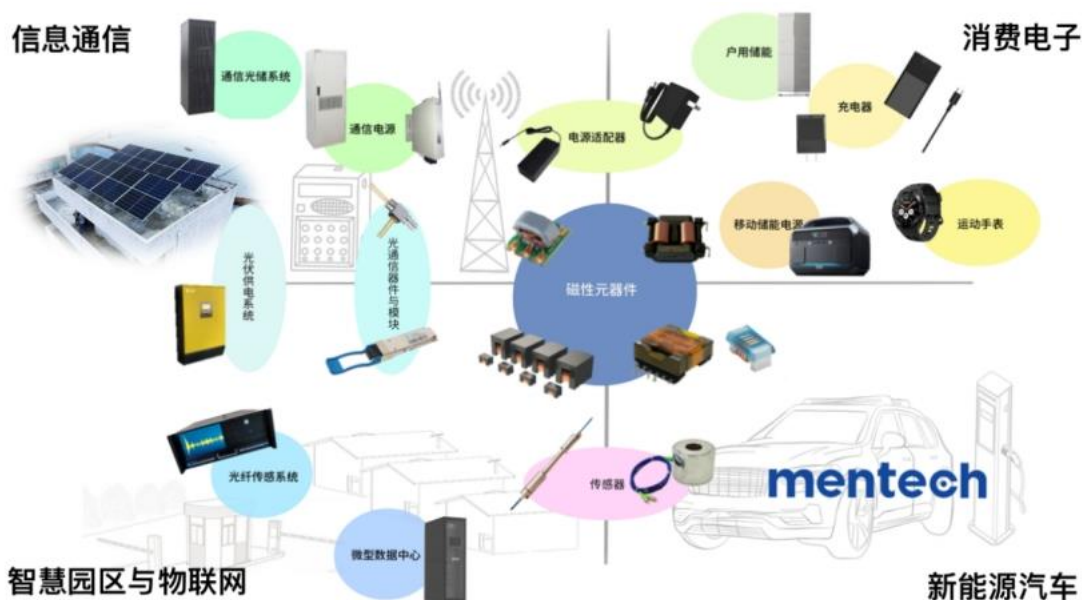 信息通信
消费电子
通信光储系统
户用储能
通信电源
电源适配器
充电器
移动储能电源
运动手表
光伏供电系统
光通信器件与模块
磁性元器件
光纤传感系统
传感器
mentech
微型数据中心
智慧园区与物联网
新能源汽车